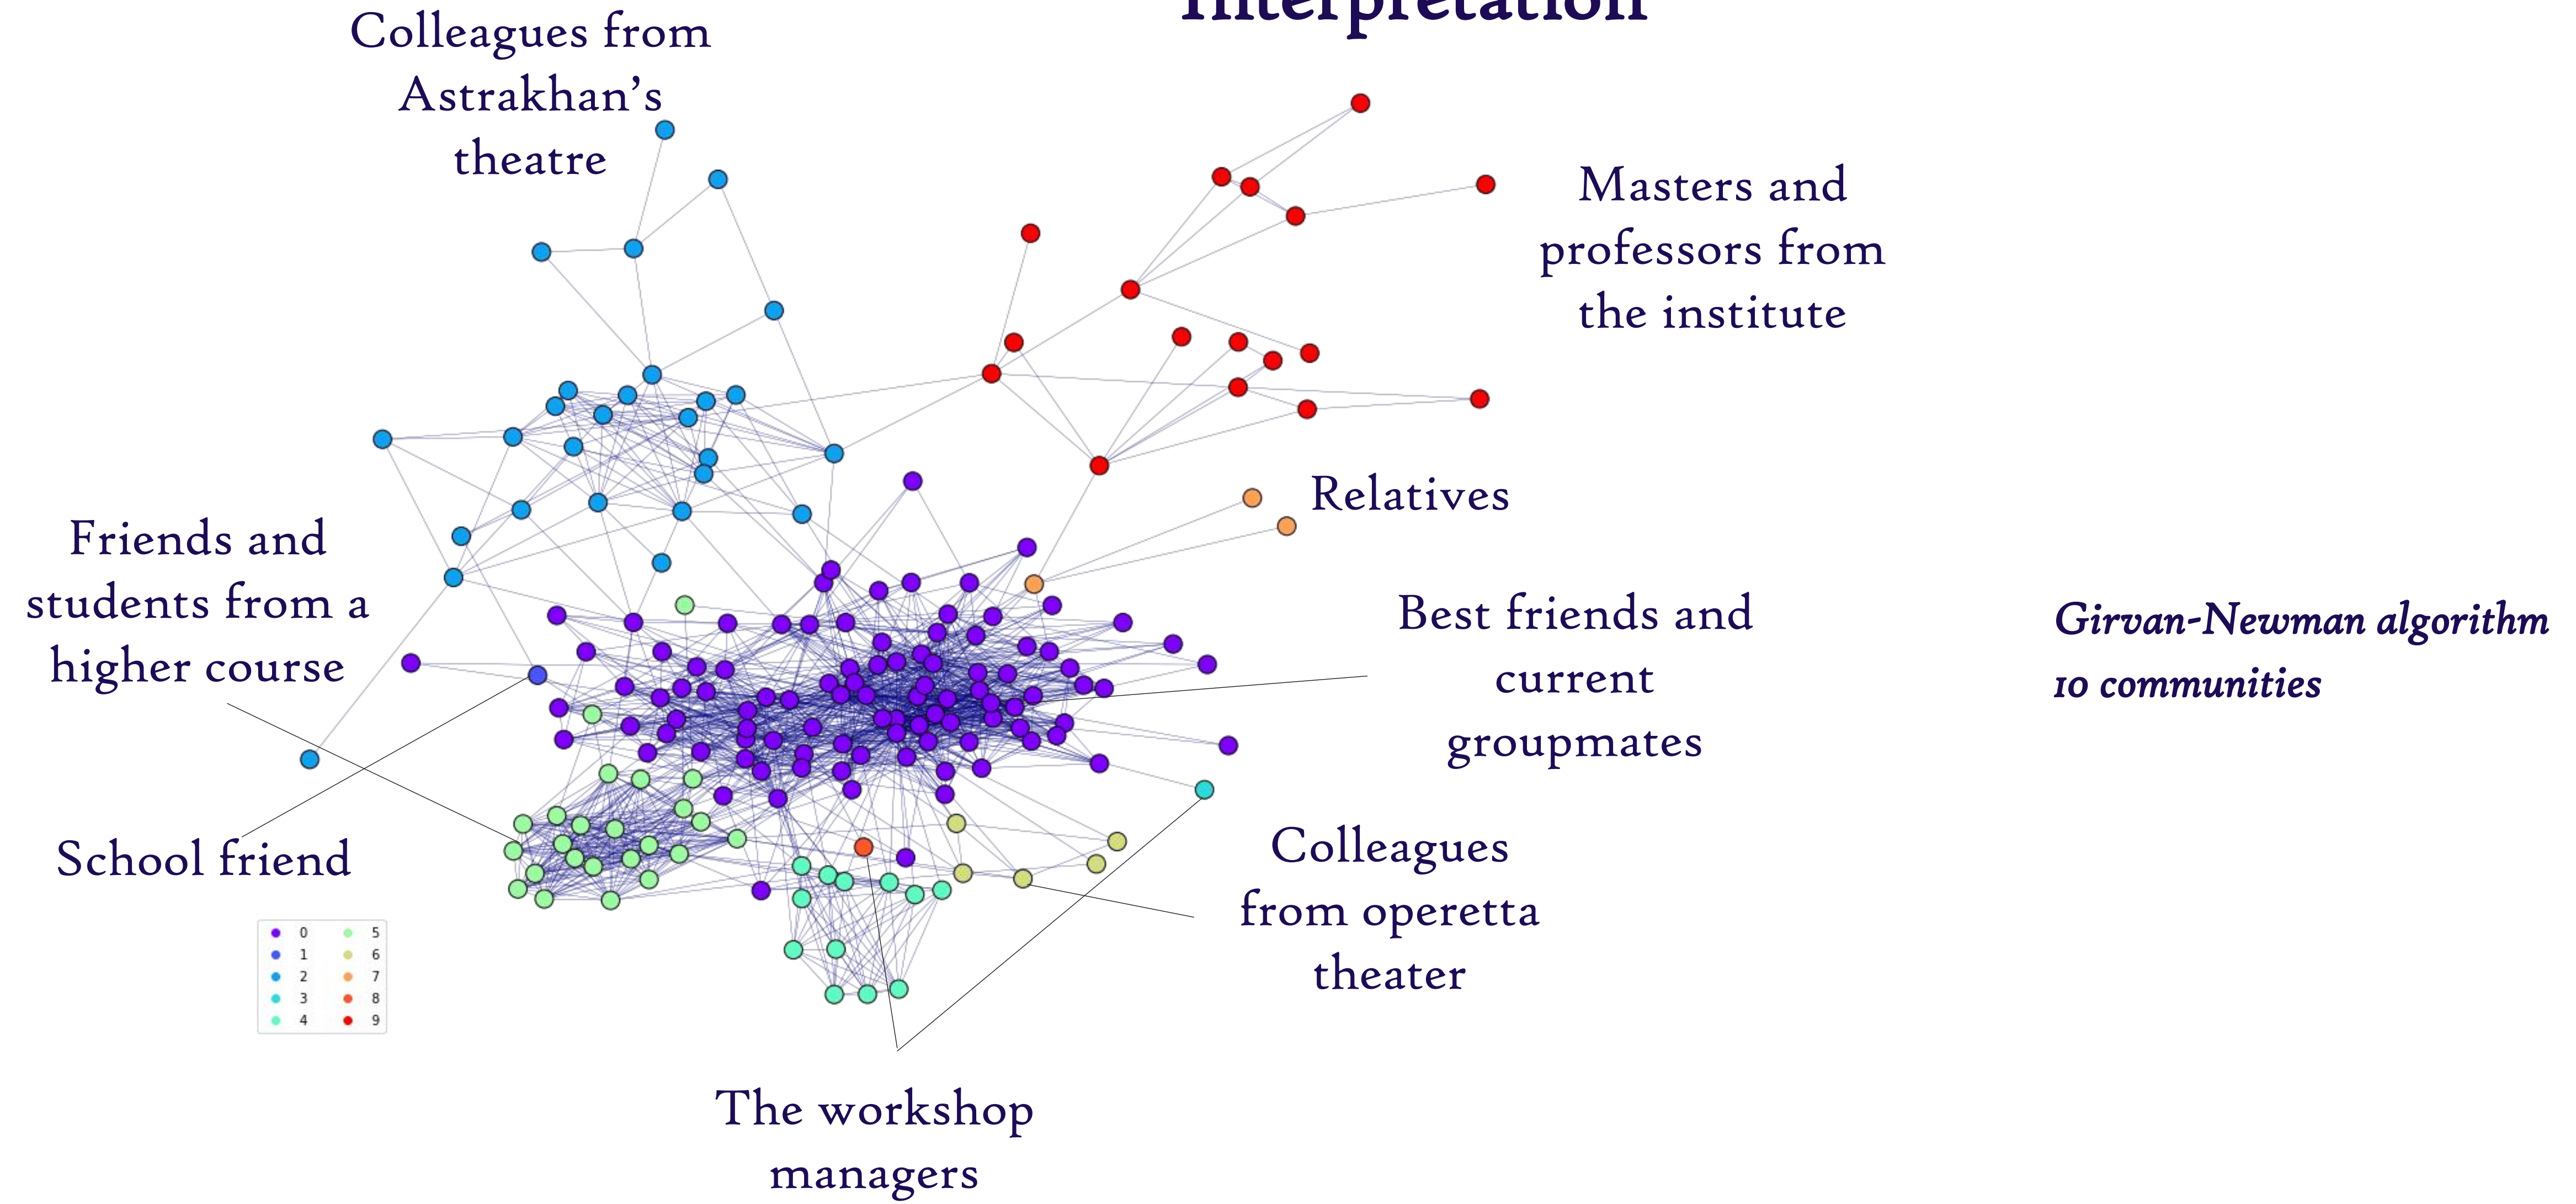 Interpretation
Colleagues from
Astrakhan’s
theatre
Masters and
professors from
the institute
Relatives
Friends and
students from a
higher course
Best friends and
current
groupmates
Girvan-Newman algorithm
10 communities
School friend
Colleagues
from operetta
theater
0 5
1 6
2 7
3 8
4 9
The workshop
managers